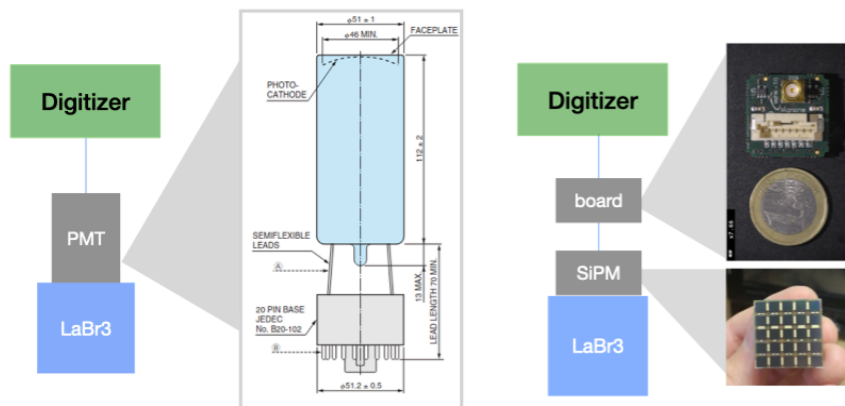 Digitizer
PMT
LaBr3
φ51 ± 1
φ46 MIN.
FACEPLATE
PHOTO-
CATHODE
112 ± 2
SEMIFLEXIBLE
LEADS
A
13 MAX.
LEAD LENGTH 70 MIN.
20 PIN BASE
JEDEC
No. B20-102
B
φ51.2 ± 0.5
Digitizer
board
SiPM
LaBr3